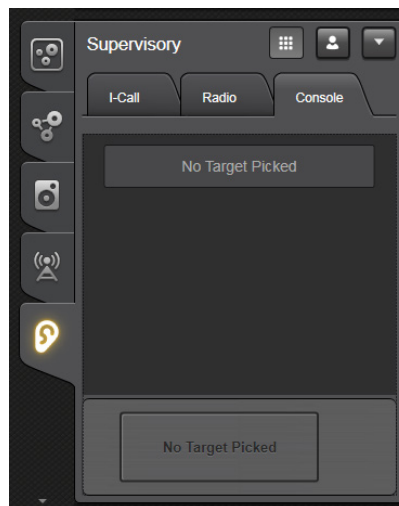 Supervisory
I-Call
Radio
Console
No Target Picked
No Target Picked